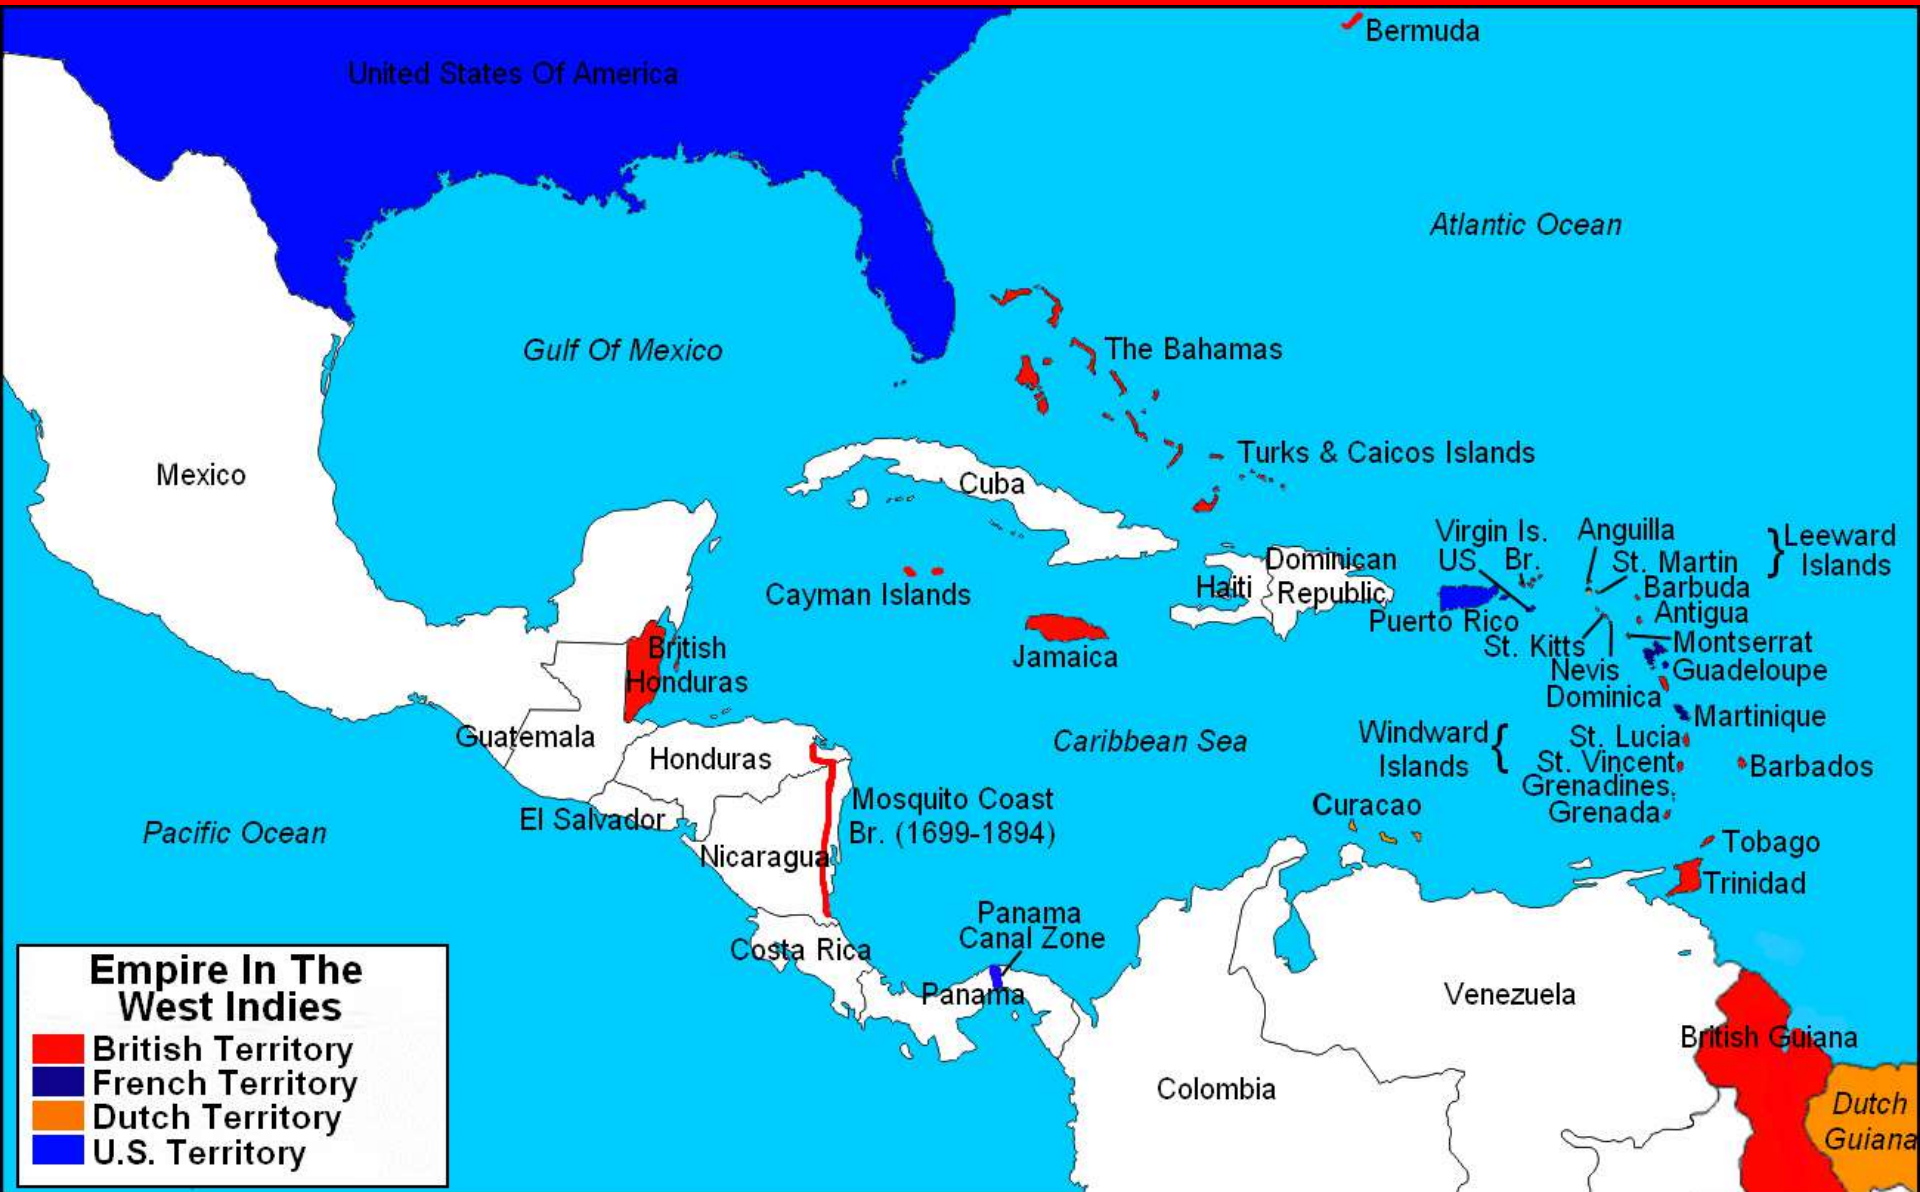 Bermuda
United States Of America
Atlantic Ocean
Gulf Of Mexico
The Bahamas
Turks & Caicos Islands
Mexico
Cuba
Virgin Is.
US Br.
Anguilla
St. Martin
Barbuda
Antigua
} Leeward
Islands
Dominican
Republic
Haiti
Cayman Islands
Puerto Rico
St. Kitts
Nevis
Montserrat
Guadeloupe
Dominica
Martinique
Jamaica
British
Honduras
Guatemala
Honduras
Caribbean Sea
Windward {
Islands
St. Lucia
St. Vincent
Grenadines
Grenada
Barbados
El Salvador
Mosquito Coast
Br. (1699-1894)
Curacao
Pacific Ocean
Nicaragua
Tobago
Trinidad
Panama
Canal Zone
Costa Rica
Panama
Venezuela
British Guiana
Colombia
Dutch
Guiana
Empire In The
West Indies
British Territory
French Territory
Dutch Territory
U.S. Territory